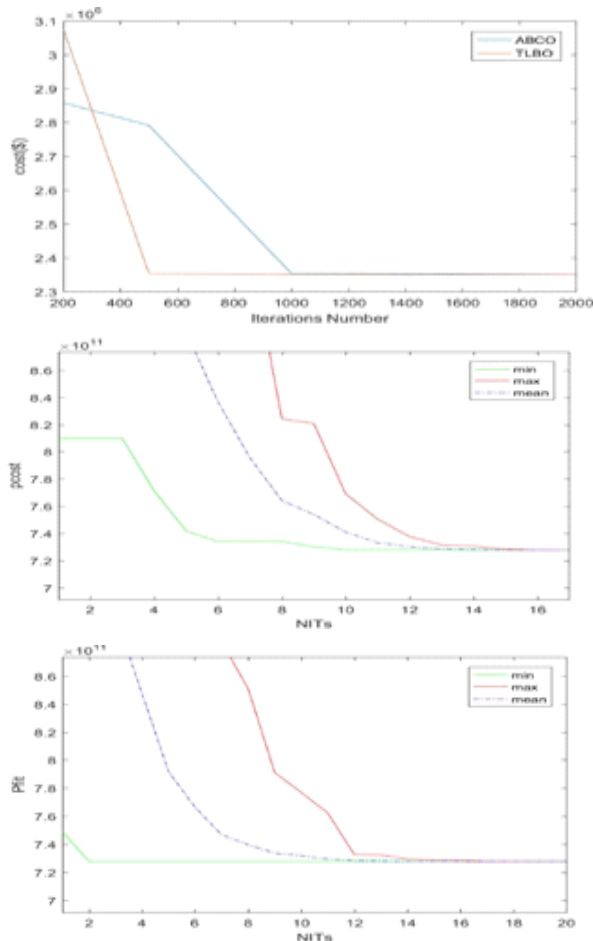 × 10⁶
3.1
3
2.9
2.8
2.7
2.6
2.5
2.4
2.3
cost($)
ABCO
TLBO
200 400 600 800 1000 1200 1400 1600 1800 2000
Iterations Number
× 10¹¹
8.6
8.4
8.2
8
7.8
7.6
7.4
7.2
7
pcost
min
max
mean
2 4 6 8 10 12 14 16
NITs
× 10¹¹
8.6
8.4
8.2
8
7.8
7.6
7.4
7.2
7
Pfit
min
max
mean
2 4 6 8 10 12 14 16 18 20
NITs